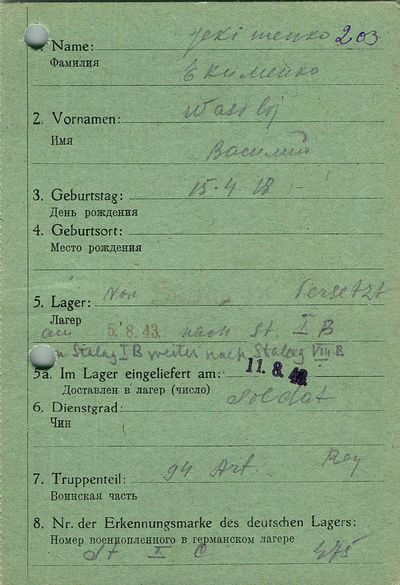 1. Name: Jekimenko 203
Фамилия Екименко
2. Vornamen: Wasilij
Имя Василий
3. Geburtstag: 15.4.18
День рождения
4. Geburtsort:
Место рождения
5. Lager: Von Versetzt
Лагерь
am 5.8.43. nach St. I B
Stalag I B weiter nach Stalag VIII B
5a. Im Lager eingeliefert am: 11.8.43
Доставлен в лагерь (число)
6. Dienstgrad: Soldat
Чин
7. Truppenteil: 94 Art. Reg
Воинская часть
8. Nr. der Erkennungsmarke des deutschen Lagers:
Номер военнопленного в германском лагере
St. I C 475